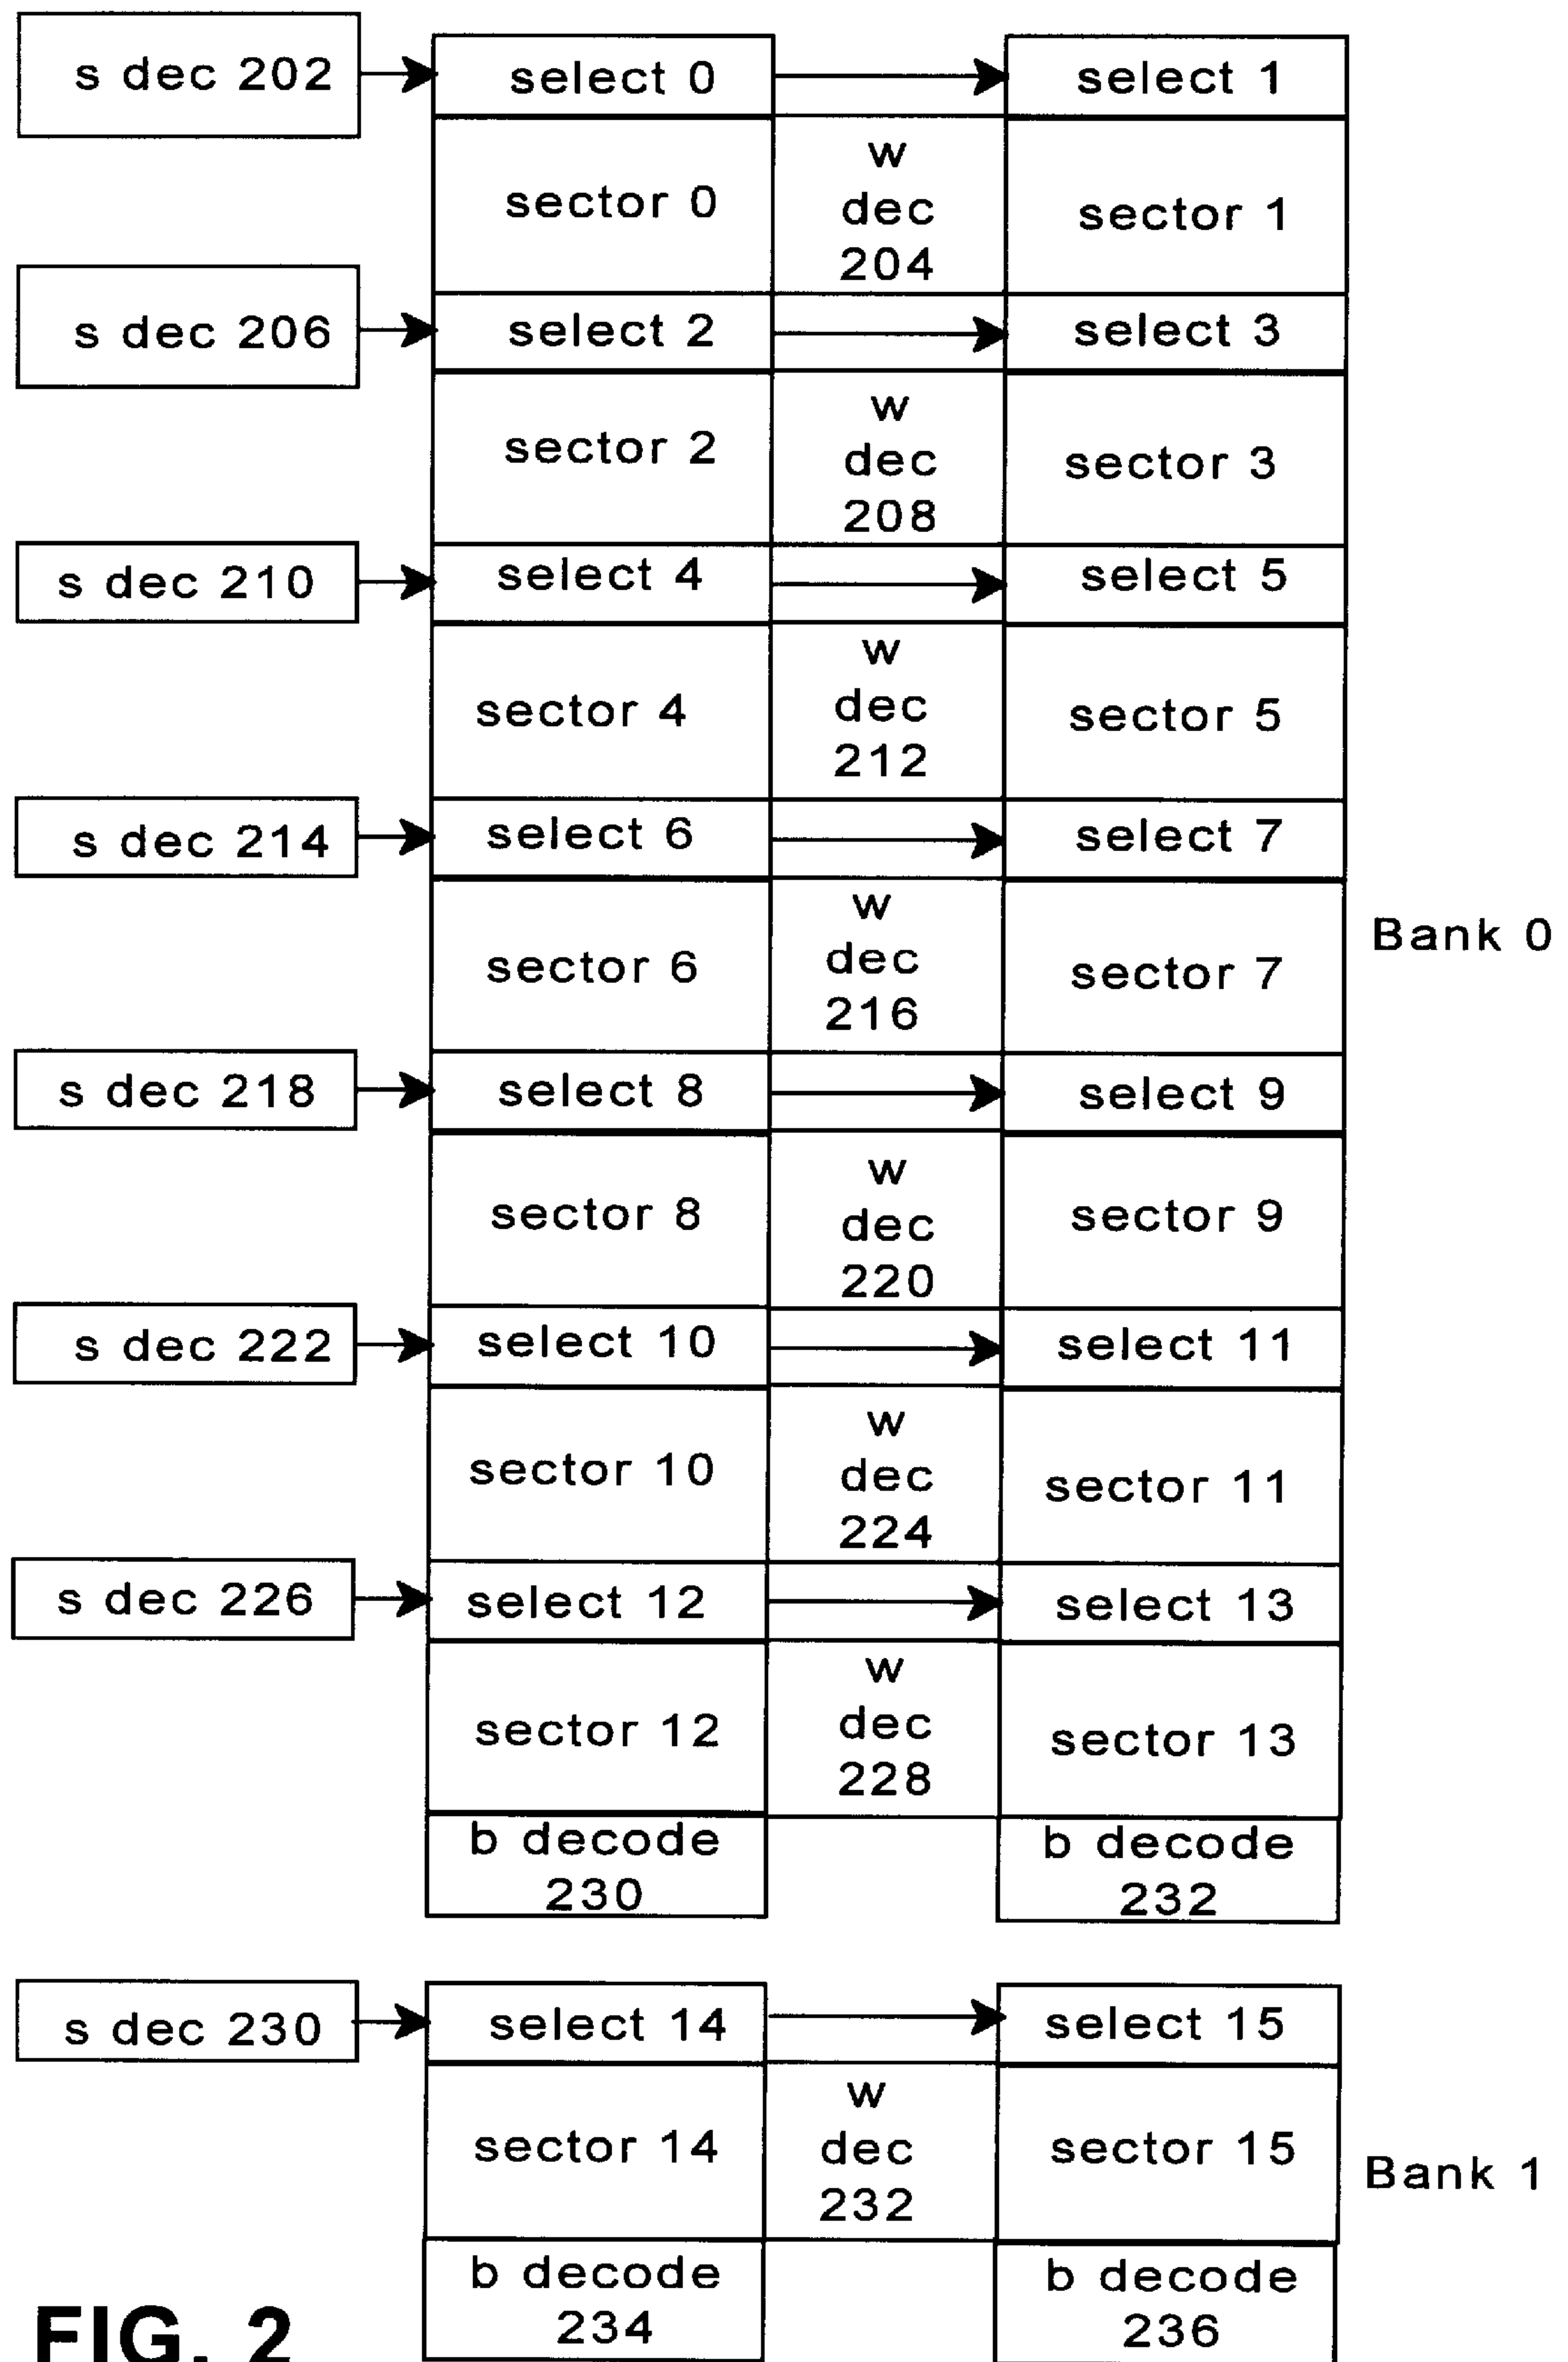 s dec 202
select 0
select 1
sector 0
w
dec
204
sector 1
s dec 206
select 2
select 3
sector 2
w
dec
208
sector 3
s dec 210
select 4
select 5
sector 4
w
dec
212
sector 5
s dec 214
select 6
select 7
sector 6
w
dec
216
sector 7
Bank 0
s dec 218
select 8
select 9
sector 8
w
dec
220
sector 9
s dec 222
select 10
select 11
sector 10
w
dec
224
sector 11
s dec 226
select 12
select 13
sector 12
w
dec
228
sector 13
b decode
230
b decode
232
s dec 230
select 14
select 15
sector 14
w
dec
232
sector 15
Bank 1
b decode
234
b decode
236
FIG. 2